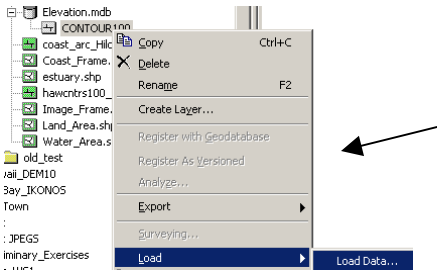 Elevation.mdb
CONTOUR100
coast_arc_Hilo
Coast_Frame.
estuary.shp
hawcntrs100_
Image_Frame.
Land_Area.sh
Water_Area.s
old_test
aii_DEM10
Bay_IKONOS
Town
:
: JPEGS
iminary_Exercises
Copy Ctrl+C
Delete
Rename F2
Create Layer...
Register with Geodatabase
Register As Versioned
Analyze...
Export
Surveying...
Load
Load Data...